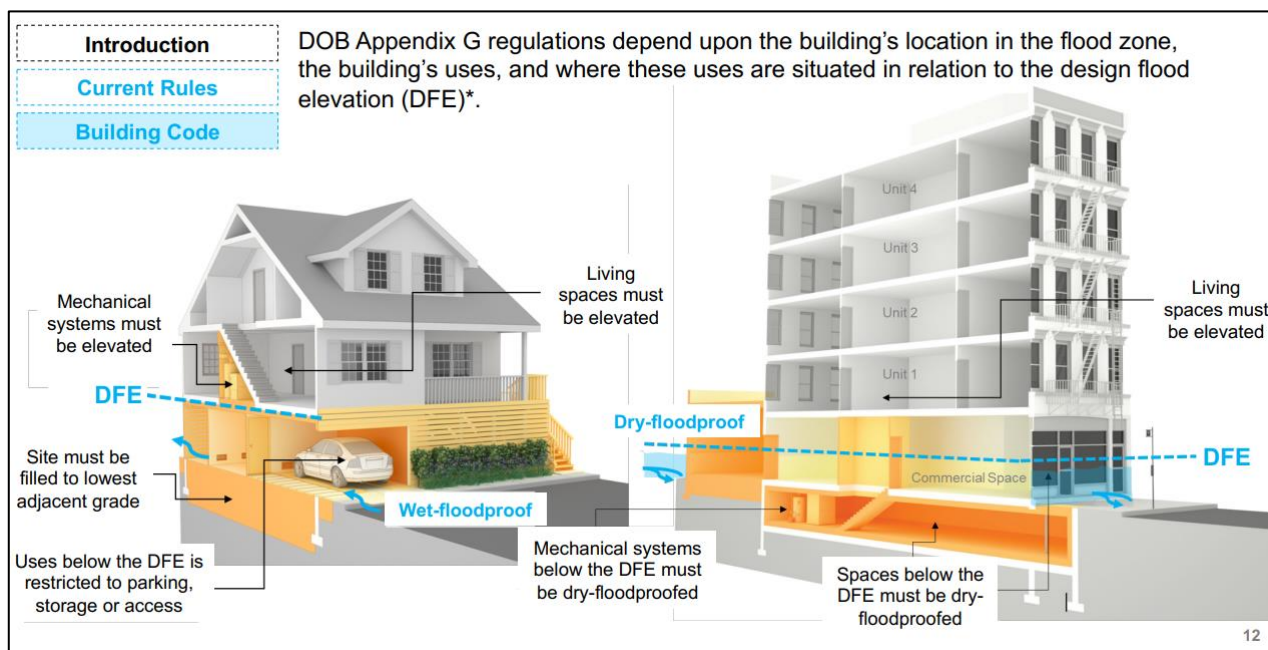 Introduction
Current Rules
Building Code
DOB Appendix G regulations depend upon the building's location in the flood zone,
the building's uses, and where these uses are situated in relation to the design flood
elevation (DFE)*.
Mechanical
systems must
be elevated
Living
spaces must
be elevated
DFE
Site must be
filled to lowest
adjacent grade
Wet-floodproof
Uses below the DFE is
restricted to parking,
storage or access
Unit 4
Unit 3
Unit 2
Unit 1
Living
spaces must
be elevated
Dry-floodproof
DFE
Commercial Space
Mechanical systems
below the DFE must
be dry-floodproofed
Spaces below the
DFE must be dry-
floodproofed
12